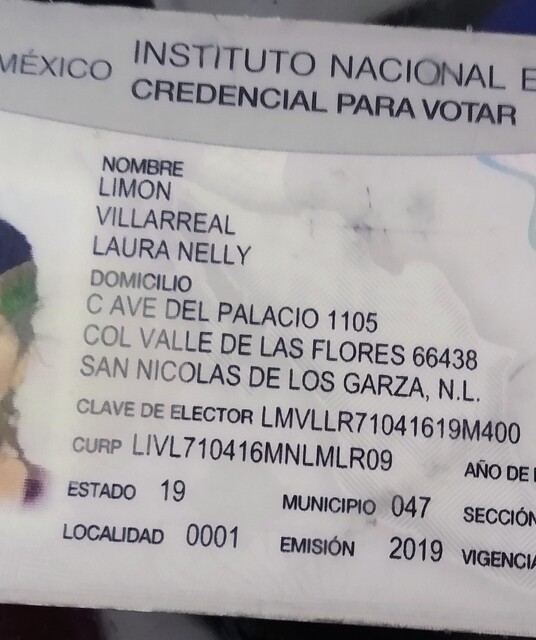 MÉXICO INSTITUTO NACIONAL E
CREDENCIAL PARA VOTAR
NOMBRE
LIMON
VILLARREAL
LAURA NELLY
DOMICILIO
C AVE DEL PALACIO 1105
COL VALLE DE LAS FLORES 66438
SAN NICOLAS DE LOS GARZA, N.L.
CLAVE DE ELECTOR LMVLLR71041619M400
CURP LIVL710416MNLMLR09 AÑO DE
ESTADO 19 MUNICIPIO 047 SECCIÓN
LOCALIDAD 0001 EMISIÓN 2019 VIGENCIA